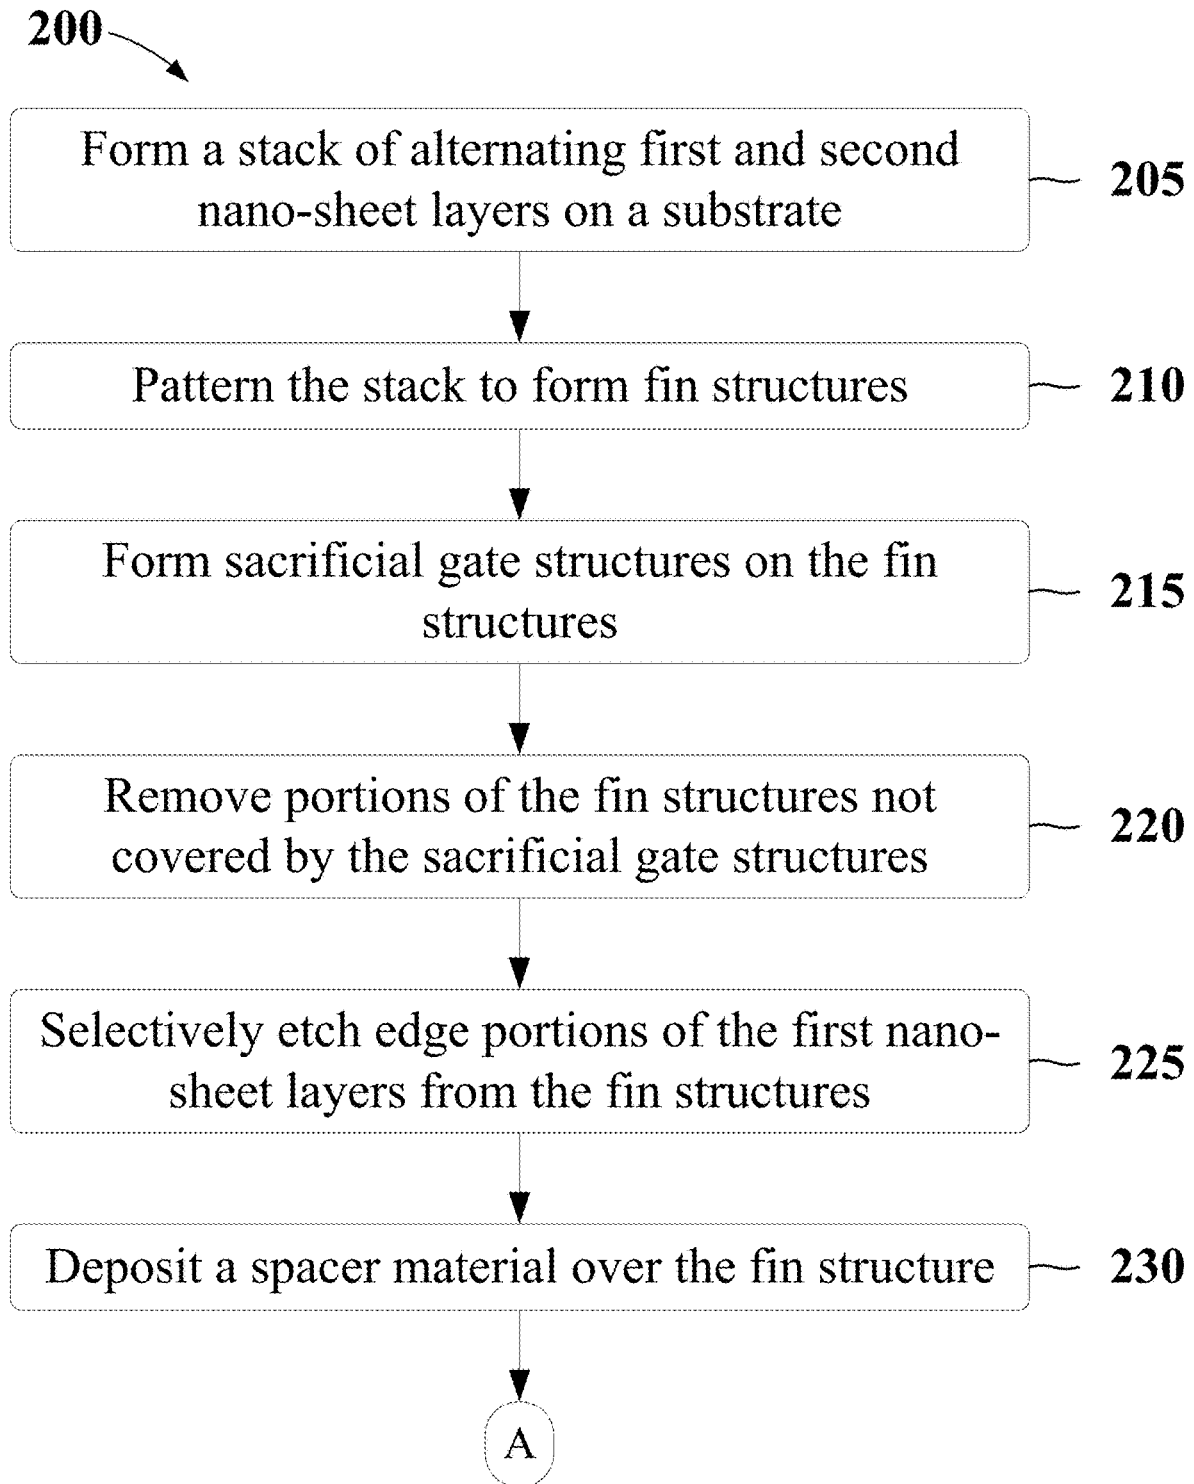 200
Form a stack of alternating first and second
nano-sheet layers on a substrate
205
Pattern the stack to form fin structures
210
Form sacrificial gate structures on the fin
structures
215
Remove portions of the fin structures not
covered by the sacrificial gate structures
220
Selectively etch edge portions of the first nano-
sheet layers from the fin structures
225
Deposit a spacer material over the fin structure
230
A